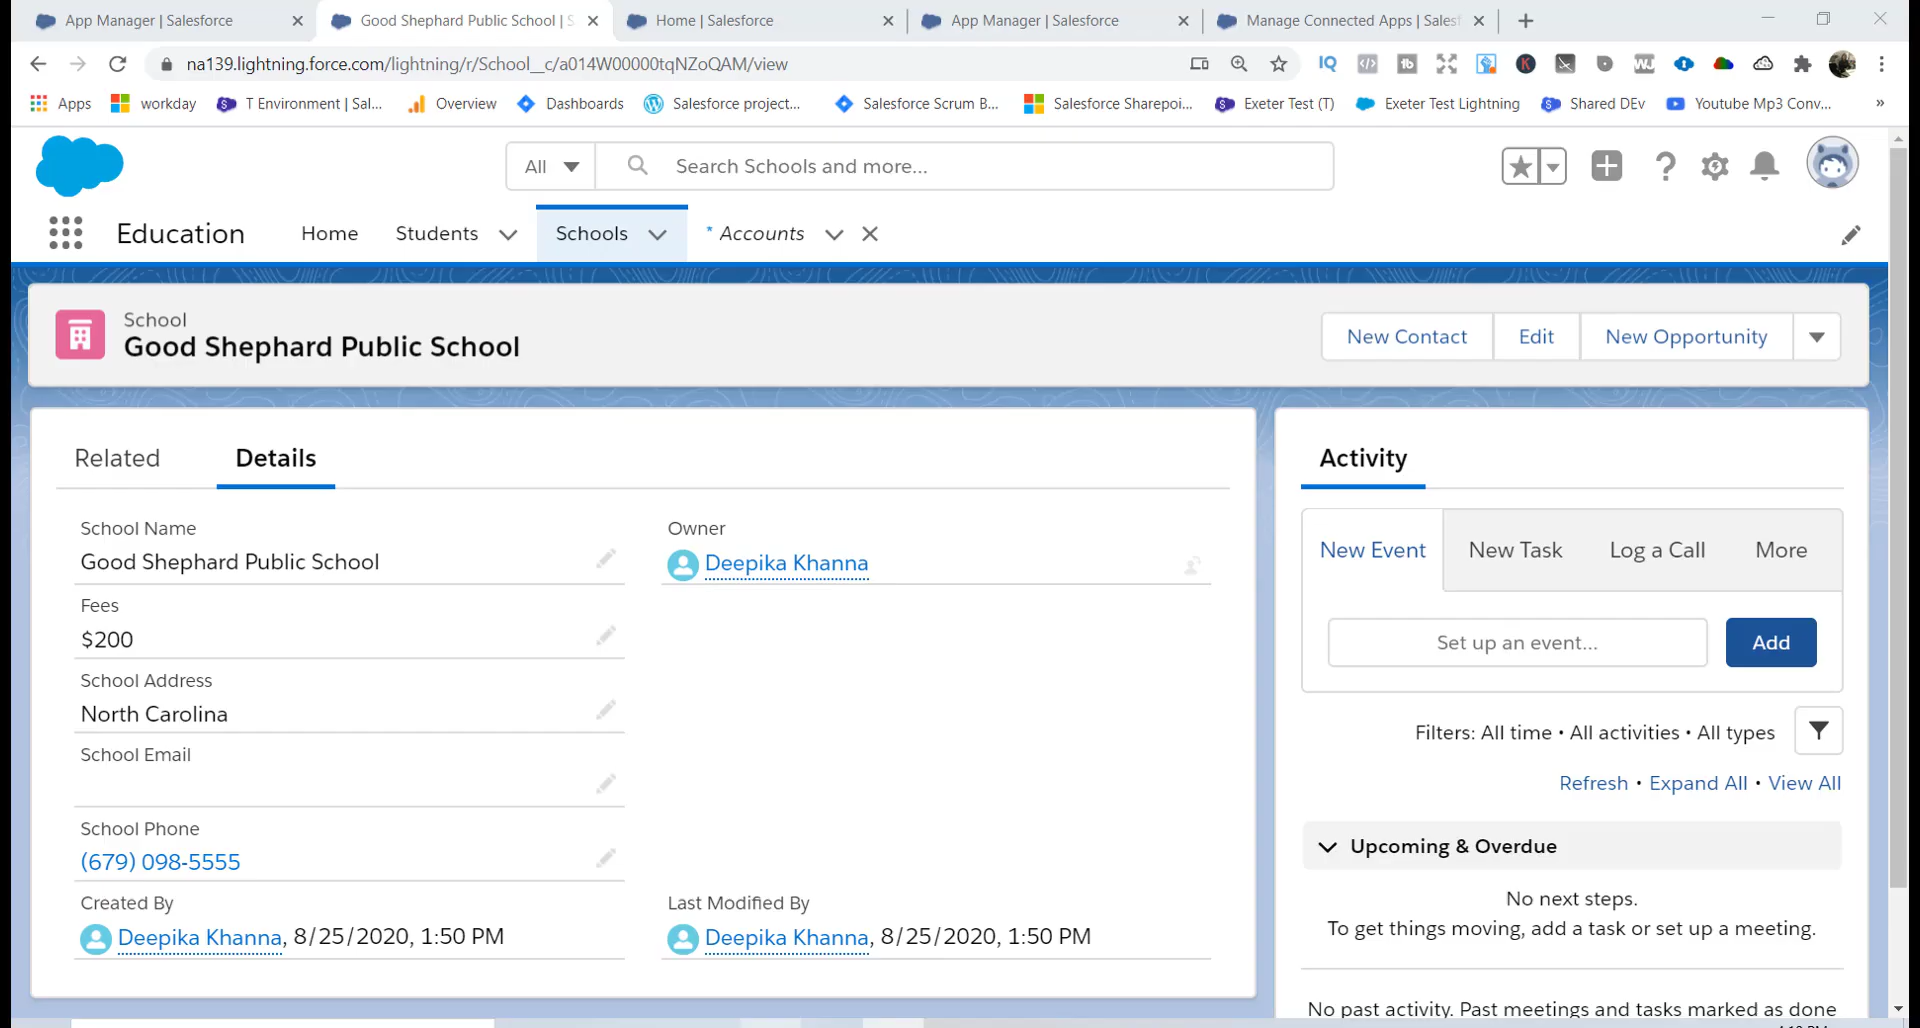 App Manager | Salesforce
Good Shephard Public School | S
Home | Salesforce
App Manager | Salesforce
Manage Connected Apps | Sales
na139.lightning.force.com/lightning/r/School__c/a014W00000tqNZoQAM/view
Apps
workday
T Environment | Sal...
Overview
Dashboards
Salesforce project...
Salesforce Scrum B...
Salesforce Sharepoi...
Exeter Test (T)
Exeter Test Lightning
Shared DEv
Youtube Mp3 Conv...
»
All
Search Schools and more...
Education
Home
Students
Schools
* Accounts
School
Good Shephard Public School
New Contact
Edit
New Opportunity
Related
Details
School Name
Good Shephard Public School
Owner
Deepika Khanna
Fees
$200
School Address
North Carolina
School Email
School Phone
(679) 098-5555
Created By
Deepika Khanna, 8/25/2020, 1:50 PM
Last Modified By
Deepika Khanna, 8/25/2020, 1:50 PM
Activity
New Event
New Task
Log a Call
More
Set up an event...
Add
Filters: All time • All activities • All types
Refresh • Expand All • View All
Upcoming & Overdue
No next steps.
To get things moving, add a task or set up a meeting.
No past activity. Past meetings and tasks marked as done